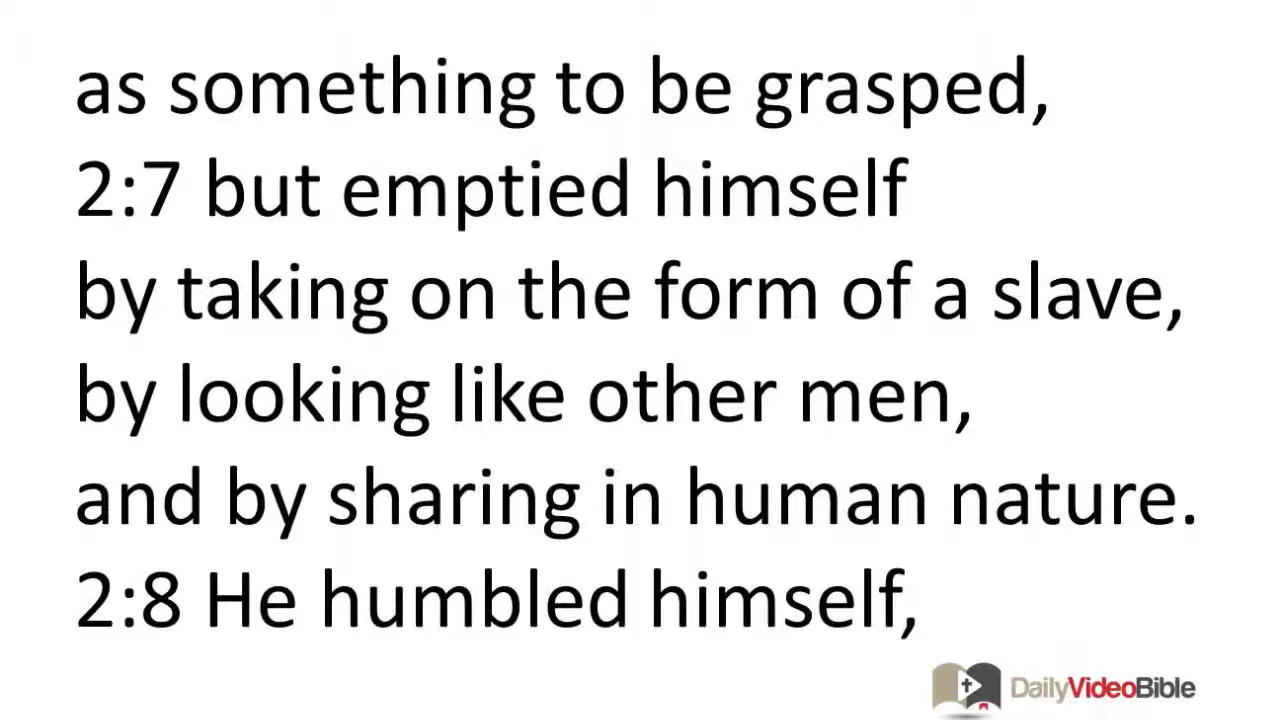 as something to be grasped,
2:7 but emptied himself
by taking on the form of a slave,
by looking like other men,
and by sharing in human nature.
2:8 He humbled himself,
DailyVideoBible